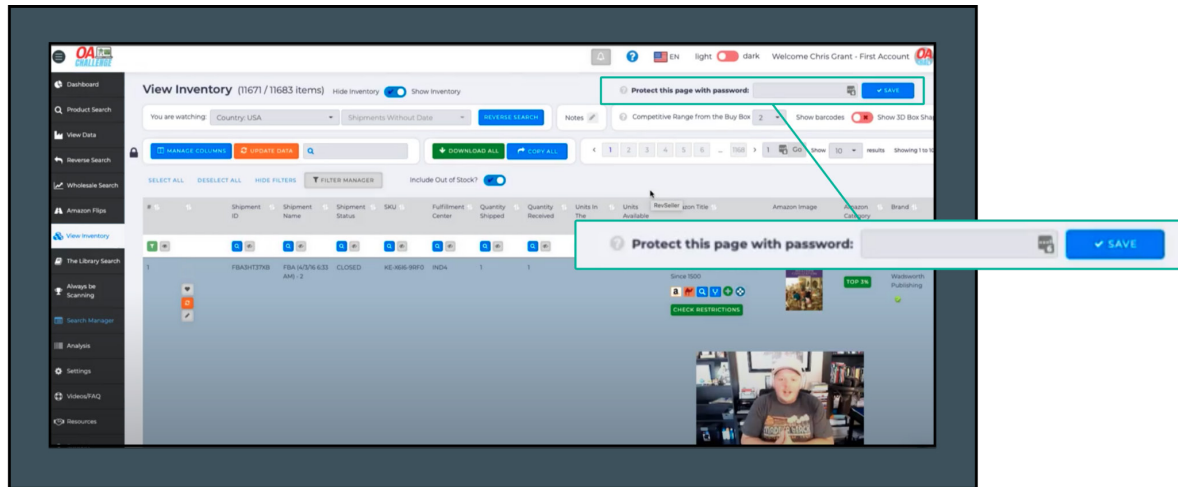 OA
CHALLENGE
EN light dark Welcome Chris Grant - First Account
Dashboard
Product Search
View Data
Reverse Search
Wholesale Search
Amazon Flips
View Inventory
The Library Search
Always be
Scanning
Search Manager
Analysis
Settings
Videos/FAQ
Resources
View Inventory (11671 / 11683 items) Hide Inventory Show Inventory
Protect this page with password: SAVE
You are watching: Country: USA Shipments Without Date REVERSE SEARCH Notes Competitive Range from the Buy Box 2 Show barcodes Show 3D Box
MANAGE COLUMNS UPDATE DATA DOWNLOAD ALL COPY ALL 1 2 3 4 5 6 ... 1168 1 Go Show 10 results Showing 1 to
SELECT ALL DESELECT ALL HIDE FILTERS FILTER MANAGER Include Out of Stock?
# Shipment ID Shipment Name Shipment Status SKU Fulfillment Center Quantity Shipped Quantity Received Units In The Units Available RevSeller Title Amazon Image Amazon Category Brand
Protect this page with password: SAVE
1 FBA (4/3/16 6:33 AM) - 2 CLOSED IND4 1 1
Since 1500
TOP 3%
Wadsworth
Publishing
CHECK RESTRICTIONS